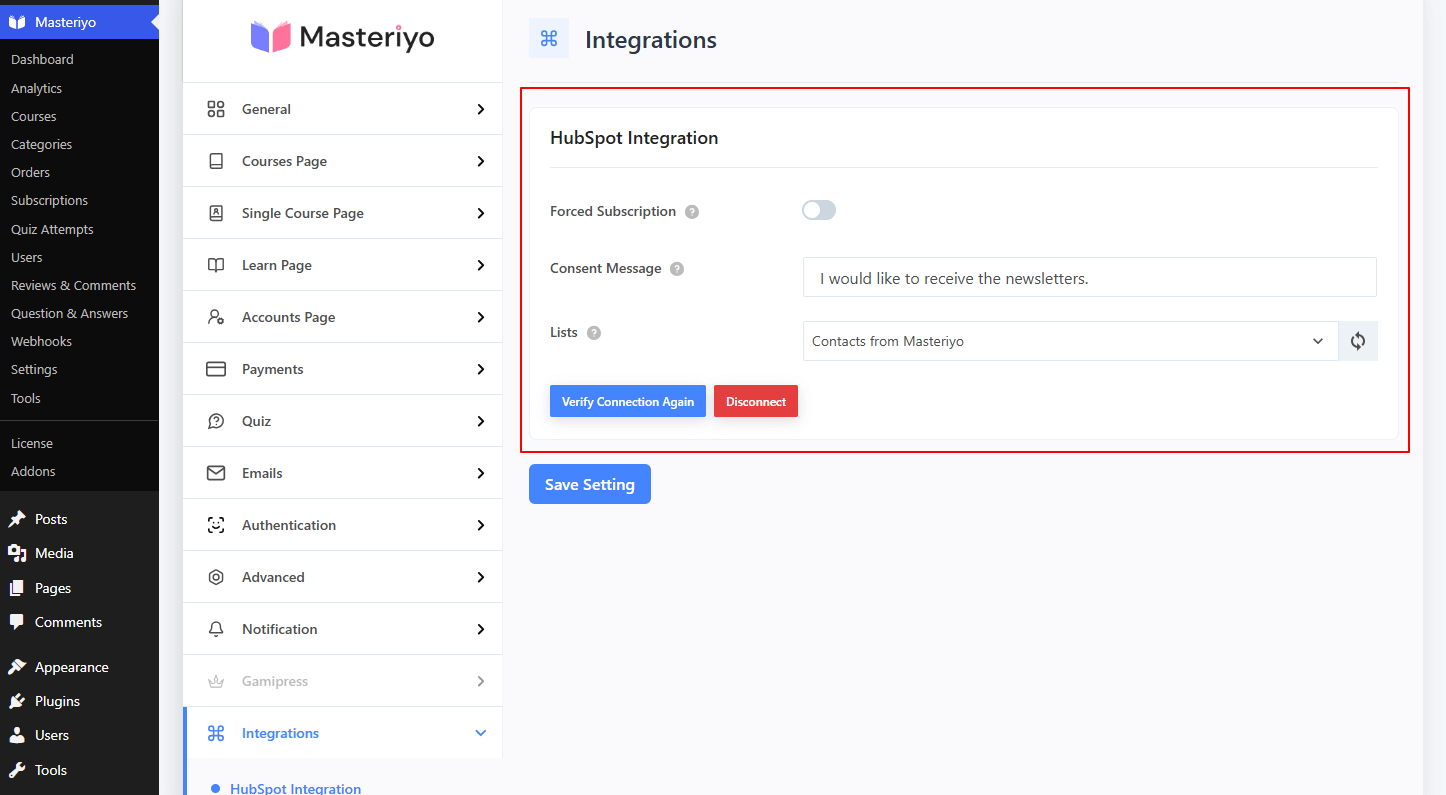 Masteriyo
Dashboard
Analytics
Courses
Categories
Orders
Subscriptions
Quiz Attempts
Users
Reviews & Comments
Question & Answers
Webhooks
Settings
Tools
License
Addons
Posts
Media
Pages
Comments
Appearance
Plugins
Users
Tools
Masteriyo
General
Courses Page
Single Course Page
Learn Page
Accounts Page
Payments
Quiz
Emails
Authentication
Advanced
Notification
Gamipress
Integrations
HubSpot Integration
Integrations
HubSpot Integration
Forced Subscription ?
Consent Message ?
I would like to receive the newsletters.
Lists ?
Contacts from Masteriyo
Verify Connection Again
Disconnect
Save Setting